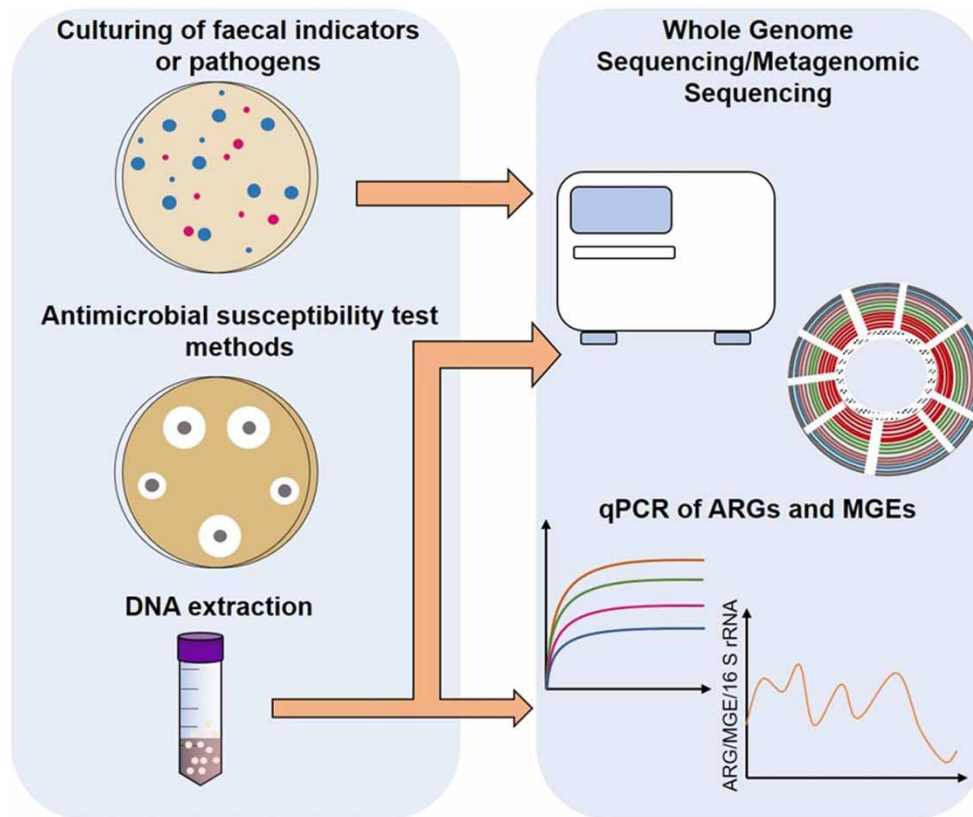 Culturing of faecal indicators
or pathogens
Antimicrobial susceptibility test
methods
DNA extraction
Whole Genome
Sequencing/Metagenomic
Sequencing
qPCR of ARGs and MGEs
ARG/MGE/16 S rRNA